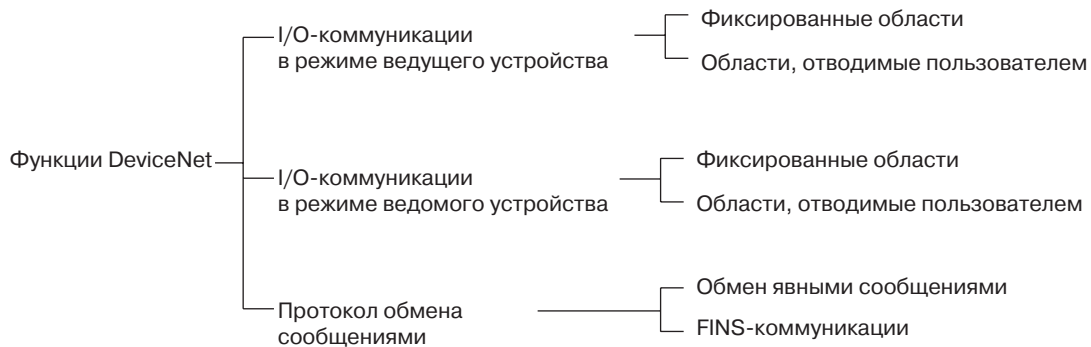 Функции DeviceNet
I/O-коммуникации
в режиме ведущего устройства
Фиксированные области
Области, отводимые пользователем
I/O-коммуникации
в режиме ведомого устройства
Фиксированные области
Области, отводимые пользователем
Протокол обмена
сообщениями
Обмен явными сообщениями
FINS-коммуникации